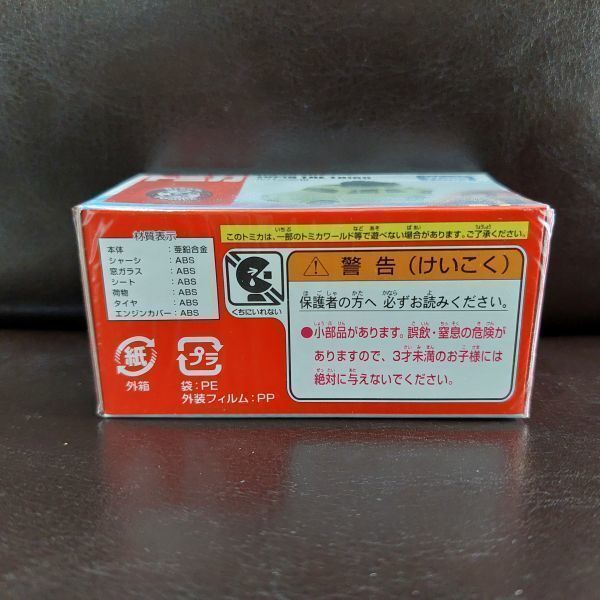 材質表示
本体 : 亜鉛合金
シャーシ : ABS
窓ガラス : ABS
シート : ABS
荷物 : ABS
タイヤ : ABS
エンジンカバー : ABS
紙
外箱
プラ
袋 : PE
外装フィルム : PP
くちにいれない
このトミカは、一部のトミカワールド等で遊べない場合があります。ご了承ください。
警告(けいこく)
保護者の方へ 必ずお読みください。
●小部品があります。誤飲・窒息の危険が
ありますので、3才未満のお子様には
絶対に与えないでください。